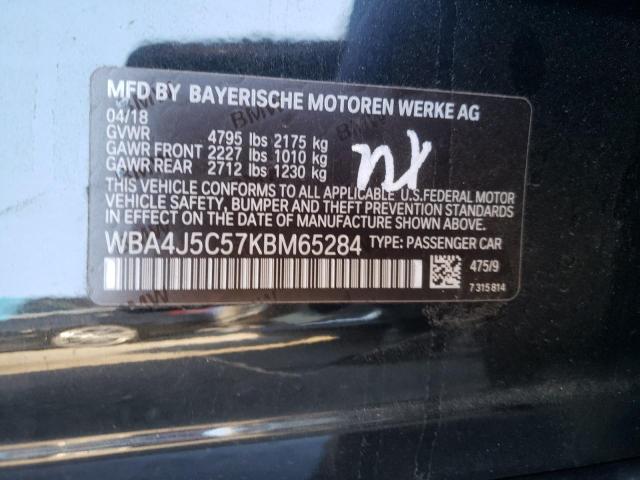 MFD BY BAYERISCHE MOTOREN WERKE AG
04/18
GVWR 4795 lbs 2175 kg
GAWR FRONT 2227 lbs 1010 kg
GAWR REAR 2712 lbs 1230 kg
THIS VEHICLE CONFORMS TO ALL APPLICABLE U.S.FEDERAL MOTOR
VEHICLE SAFETY, BUMPER, AND THEFT PREVENTION STANDARDS
IN EFFECT ON THE DATE OF MANUFACTURE SHOWN ABOVE.
WBA4J5C57KBM65284 TYPE: PASSENGER CAR
475/9
7 315 814
BMW
BMW